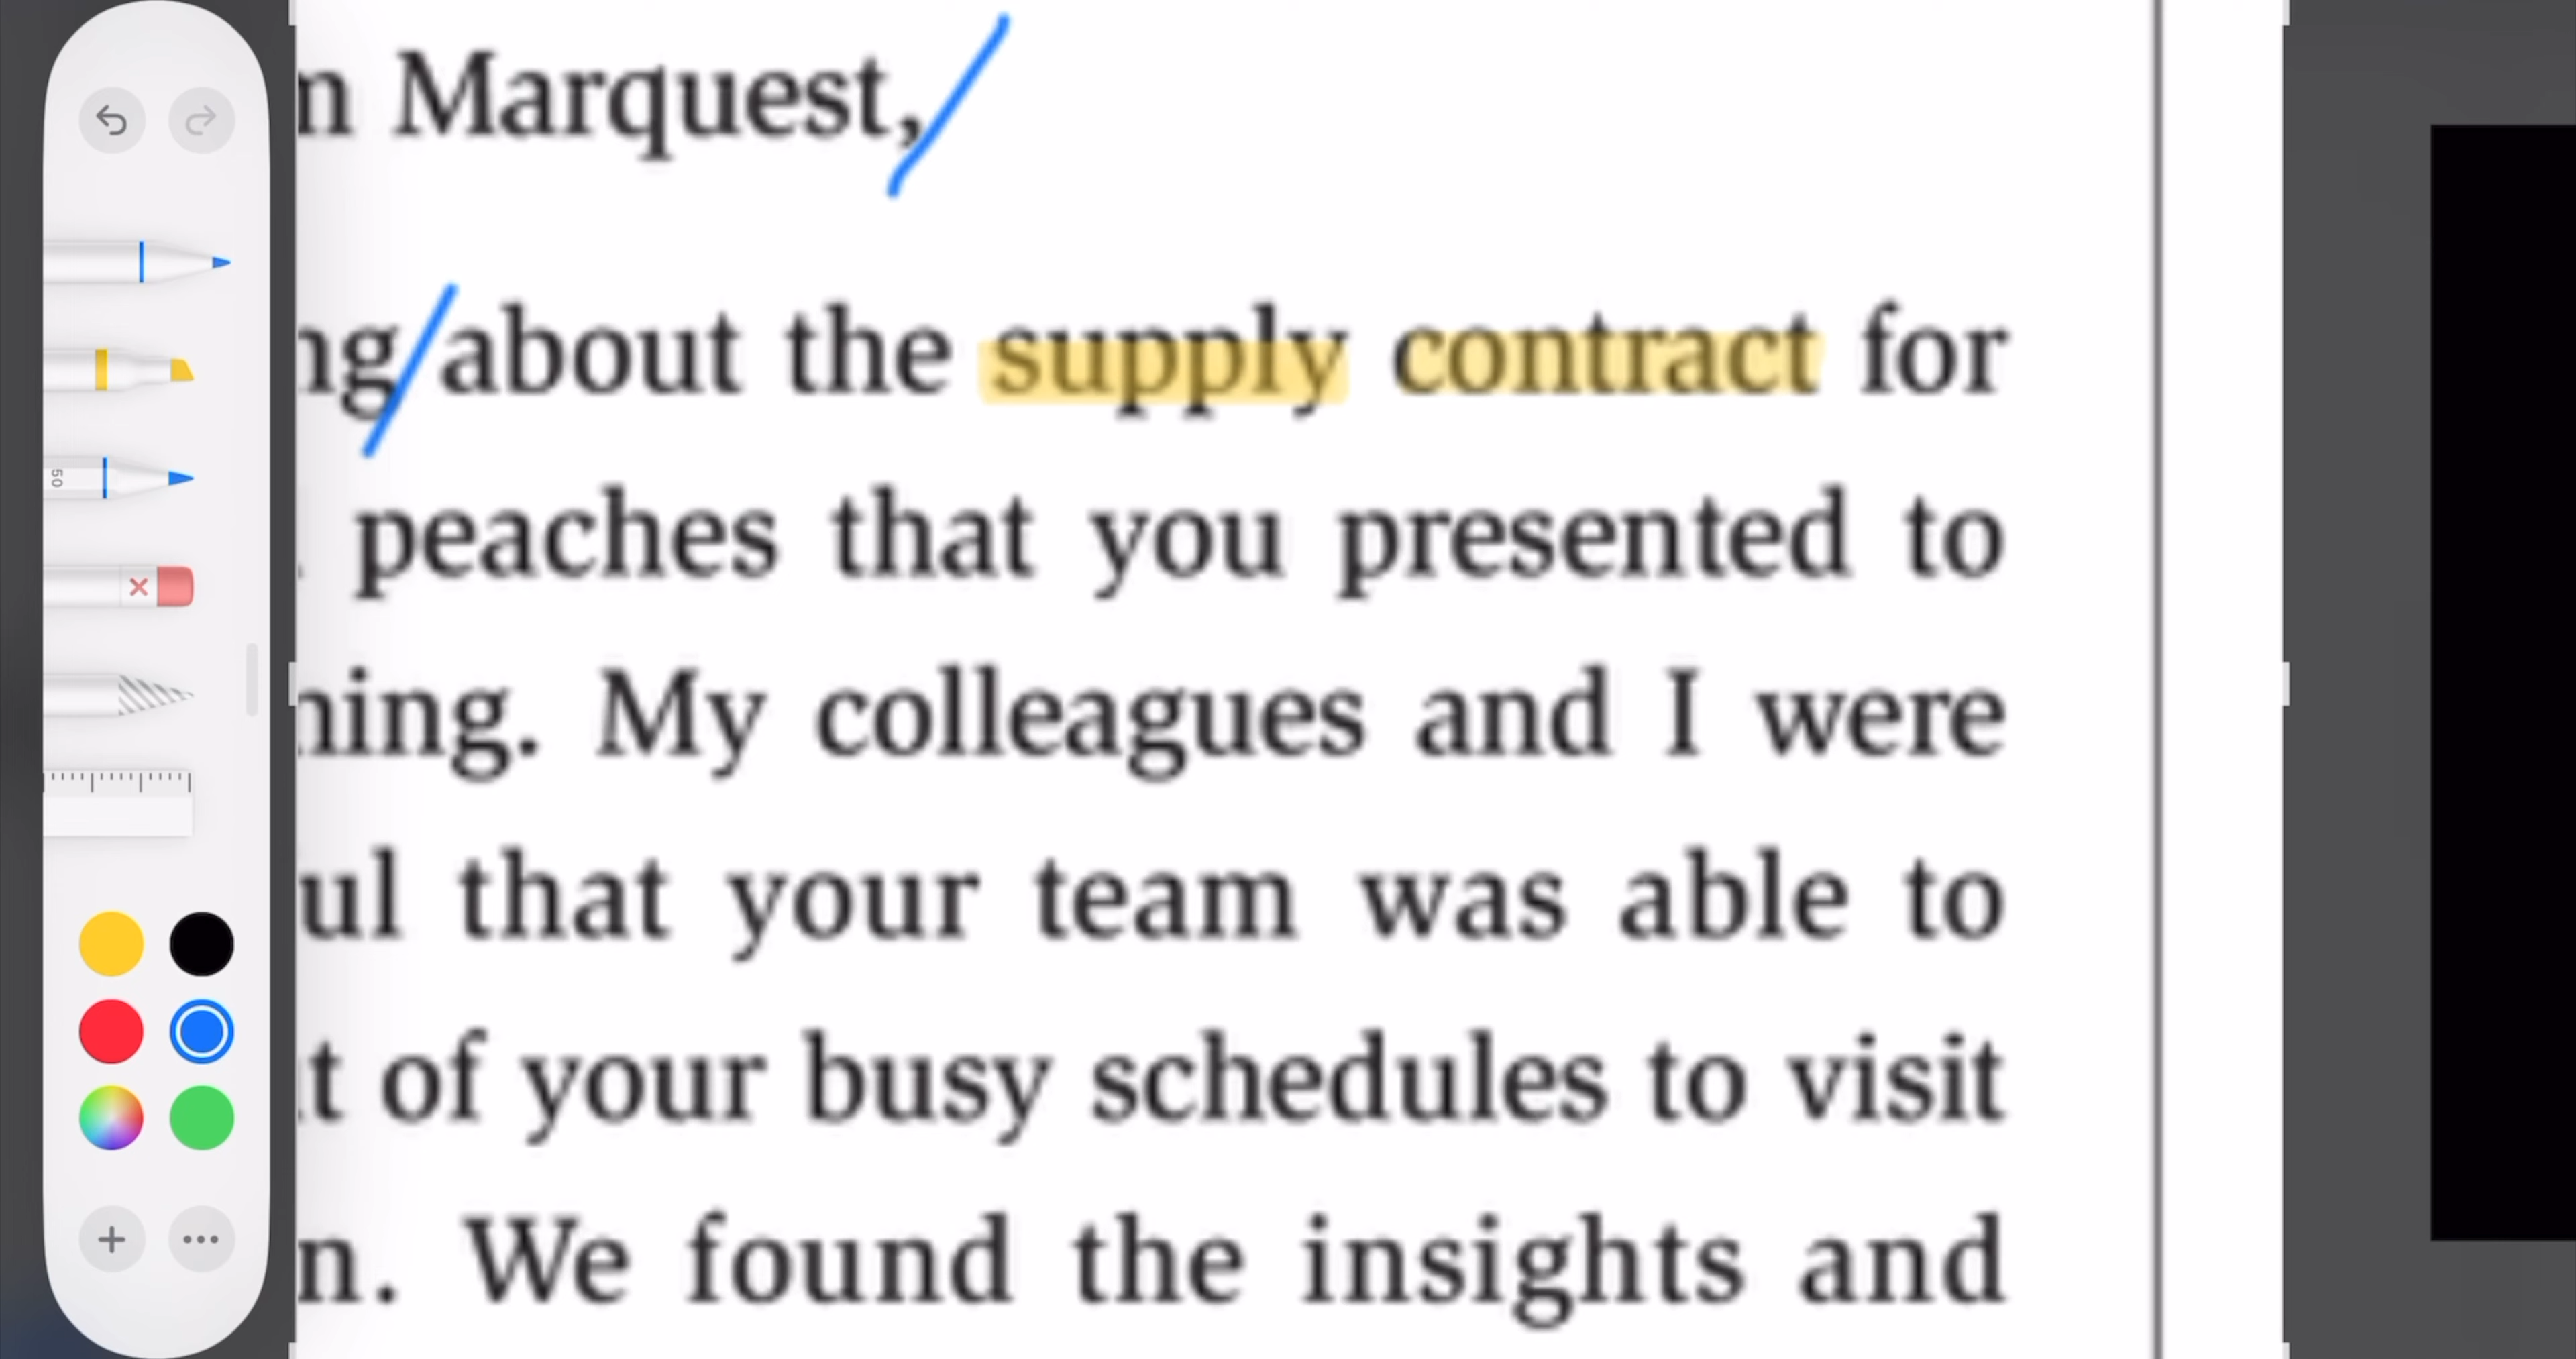 n Marquest,
ng about the supply contract for
peaches that you presented to
ning. My colleagues and I were
ul that your team was able to
t of your busy schedules to visit
n. We found the insights and
50